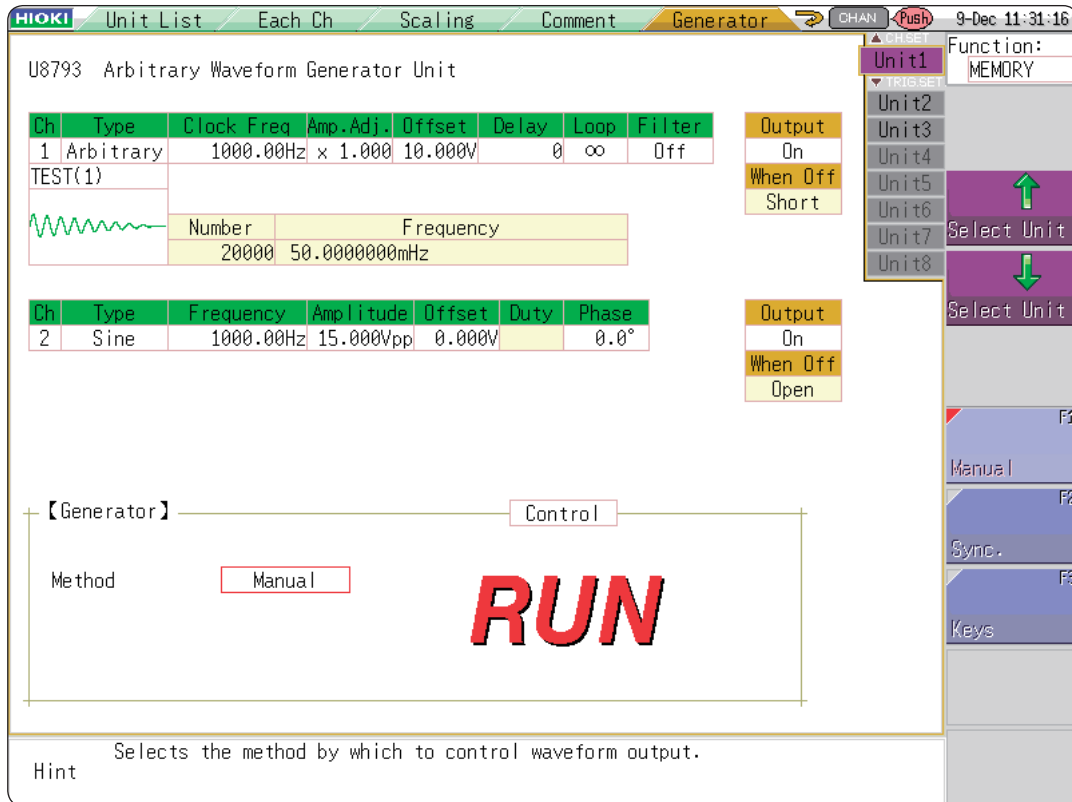 HIOKI Unit List Each Ch Scaling Comment Generator CHAN Push 9-Dec 11:31:16
CH.SET
Function:
MEMORY
Unit1
TRIG.SET
Unit2
Unit3
Unit4
Unit5
Unit6
Unit7
Unit8
Select Unit
Select Unit
U8793 Arbitrary Waveform Generator Unit
Ch Type Clock Freq Amp.Adj. Offset Delay Loop Filter
1 Arbitrary 1000.00Hz x 1.000 10.000V 0 ∞ Off
TEST(1)
Number Frequency
20000 50.0000000mHz
Output
On
When Off
Short
Ch Type Frequency Amplitude Offset Duty Phase
2 Sine 1000.00Hz 15.000Vpp 0.000V 0.0°
Output
On
When Off
Open
F1
Manual
F2
Sync.
F3
Keys
【Generator】 Control
Method Manual
RUN
Selects the method by which to control waveform output.
Hint